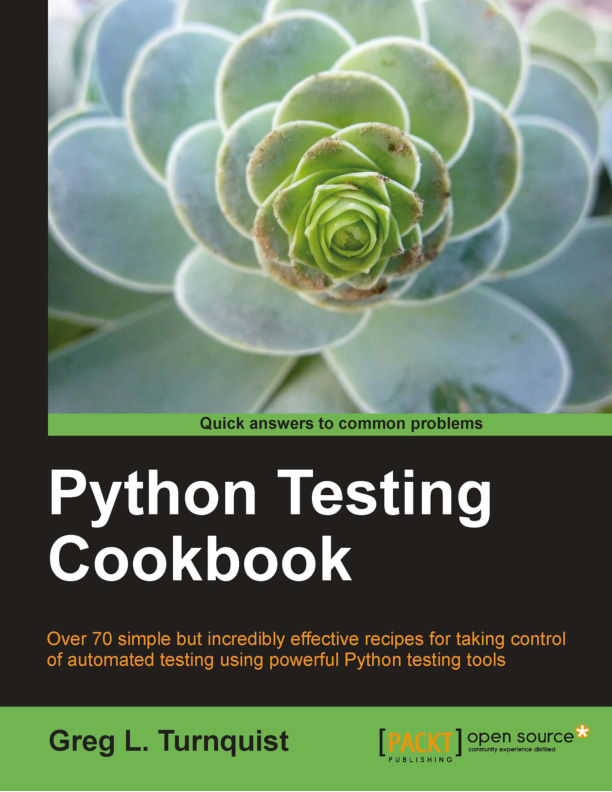 Quick answers to common problems
Python Testing
Cookbook
Over 70 simple but incredibly effective recipes for taking control
of automated testing using powerful Python testing tools
Greg L. Turnquist
[PACKT] open source*
PUBLISHING community experience distilled